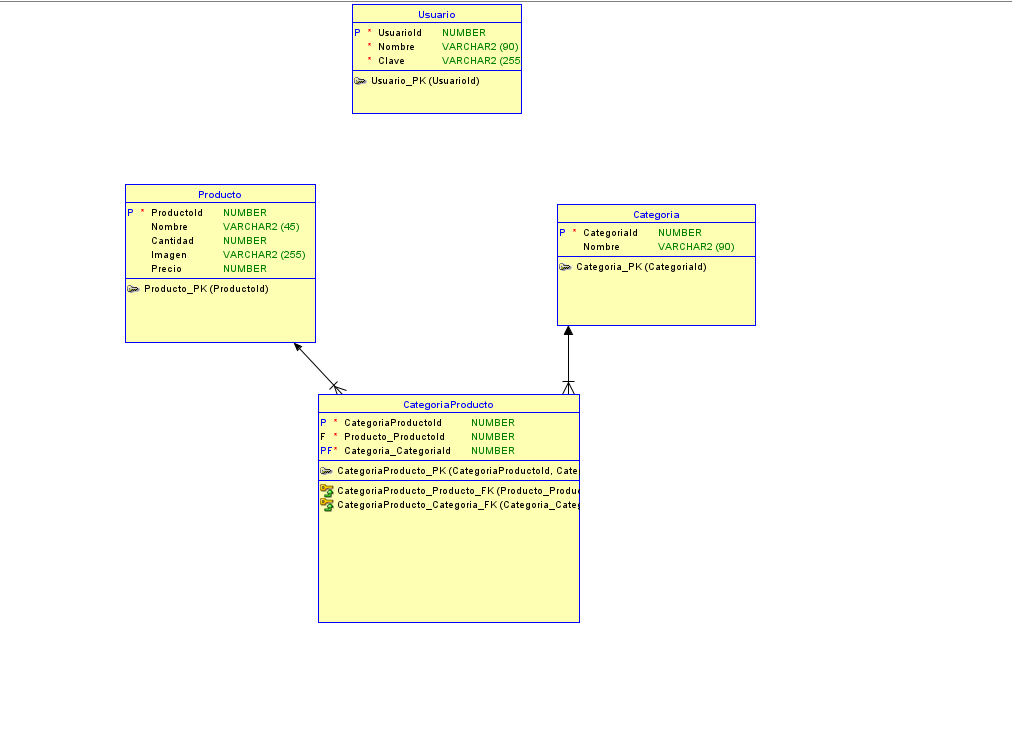 Usuario
P * UsuarioId NUMBER
* Nombre VARCHAR2 (90)
* Clave VARCHAR2 (255
Usuario_PK (UsuarioId)
Producto
P * ProductoId NUMBER
Nombre VARCHAR2 (45)
Cantidad NUMBER
Imagen VARCHAR2 (255)
Precio NUMBER
Producto_PK (ProductoId)
Categoria
P * CategoriaId NUMBER
Nombre VARCHAR2 (90)
Categoria_PK (CategoriaId)
CategoriaProducto
P * CategoriaProductoId NUMBER
F * Producto_ProductoId NUMBER
PF* Categoria_CategoriaId NUMBER
CategoriaProducto_PK (CategoriaProductoId, Cate
CategoriaProducto_Producto_FK (Producto_Produ
CategoriaProducto_Categoria_FK (Categoria_Categ